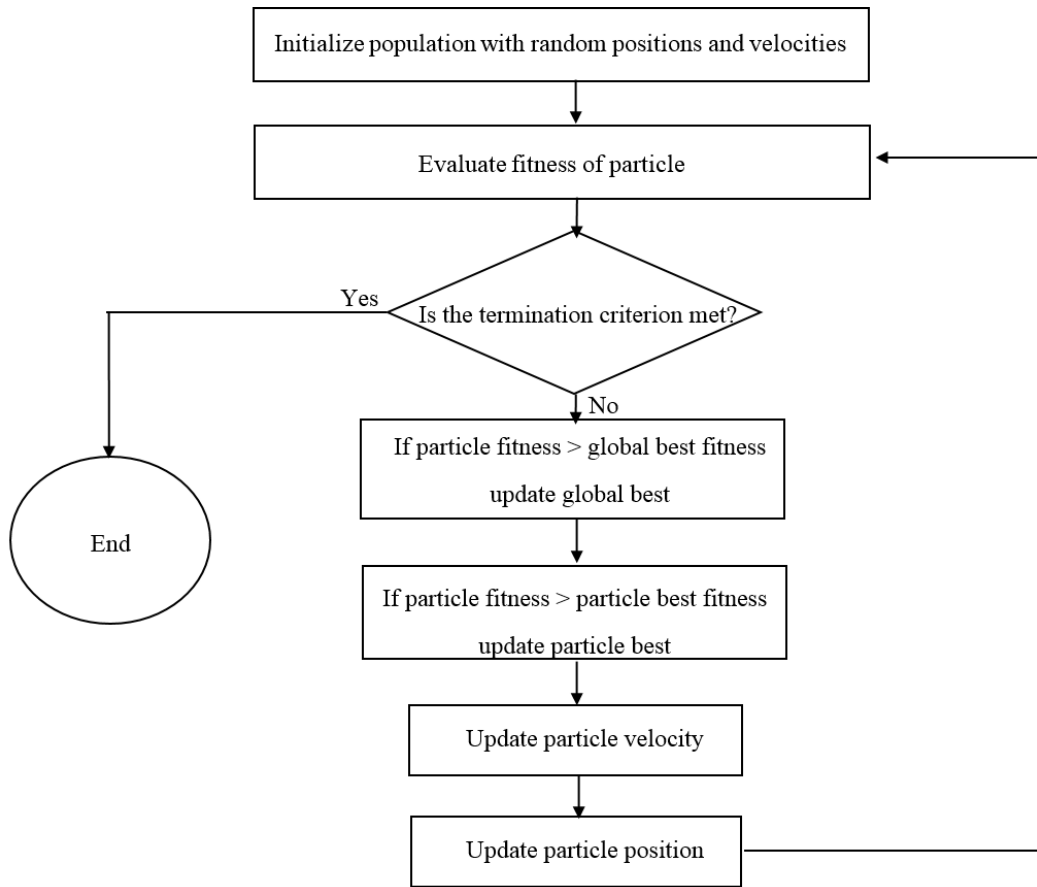 Initialize population with random positions and velocities
Evaluate fitness of particle
Is the termination criterion met?
Yes
No
If particle fitness > global best fitness
update global best
End
If particle fitness > particle best fitness
update particle best
Update particle velocity
Update particle position